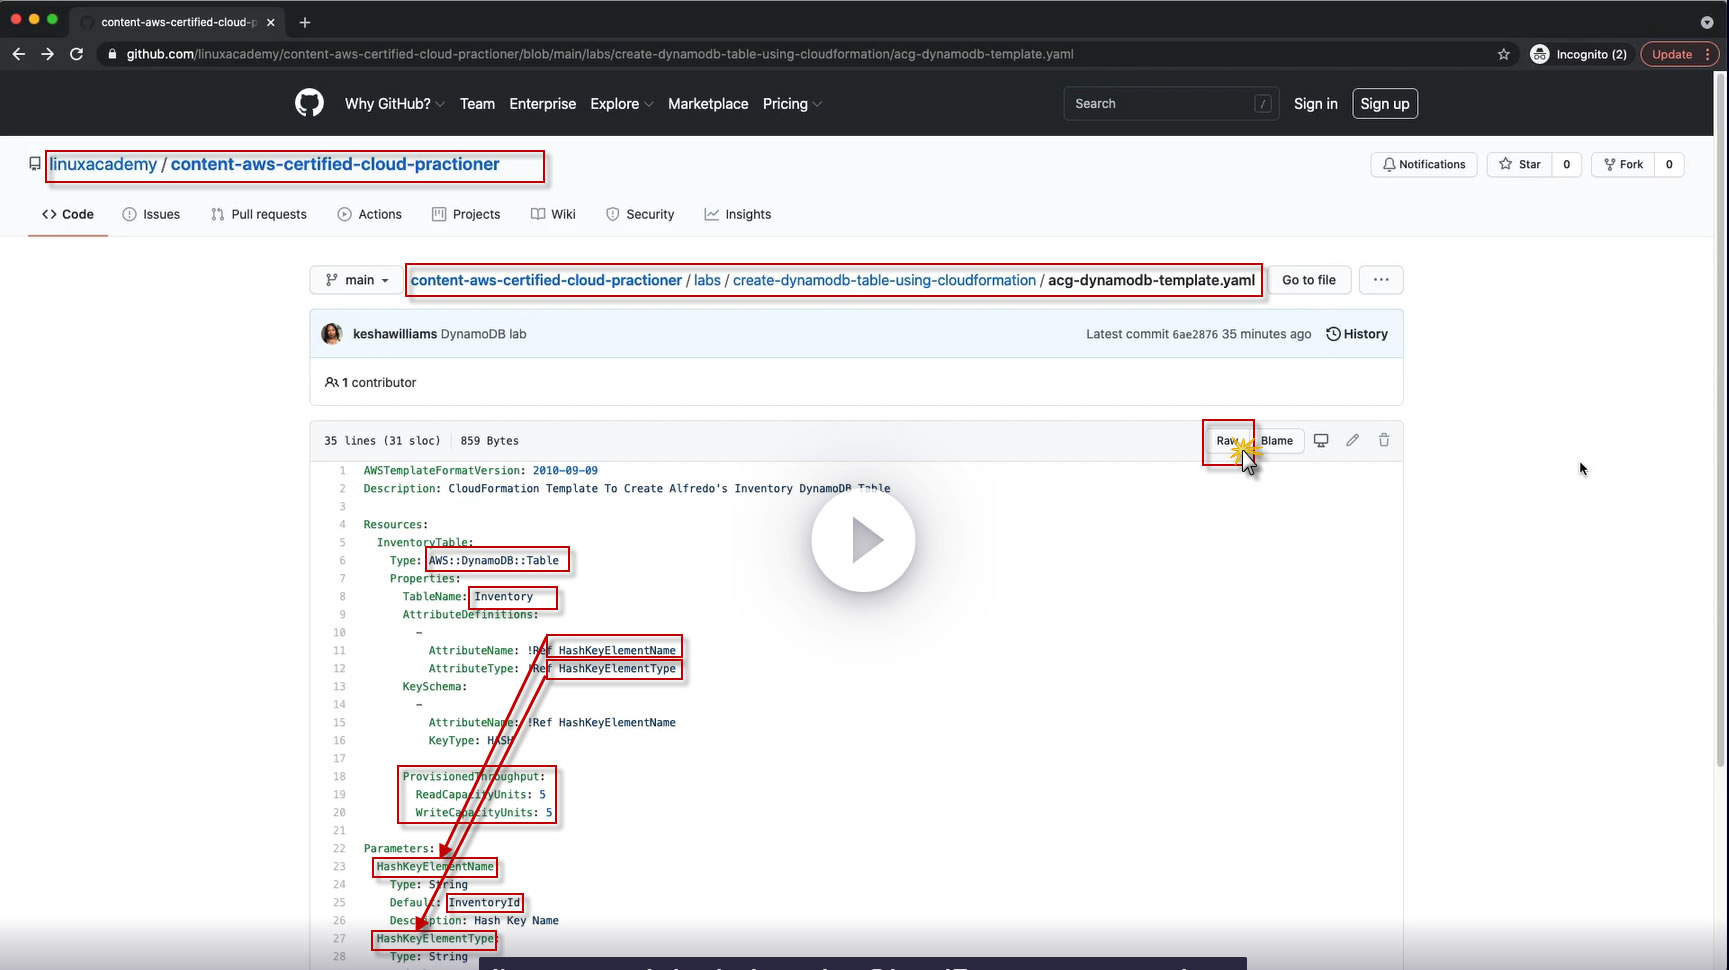 content-aws-certified-cloud-p
github.com/linuxacademy/content-aws-certified-cloud-practioner/blob/main/labs/create-dynamodb-table-using-cloudformation/acg-dynamodb-template.yaml
Incognito (2)
Update
Why GitHub?
Team
Enterprise
Explore
Marketplace
Pricing
Search
/
Sign in
Sign up
linuxacademy / content-aws-certified-cloud-practioner
Notifications
Star
0
Fork
0
Code
Issues
Pull requests
Actions
Projects
Wiki
Security
Insights
main
content-aws-certified-cloud-practioner / labs / create-dynamodb-table-using-cloudformation / acg-dynamodb-template.yaml
Go to file
keshawilliams DynamoDB lab
Latest commit 6ae2876 35 minutes ago
History
1 contributor
35 lines (31 sloc)
859 Bytes
Raw
Blame
1 AWSTemplateFormatVersion: 2010-09-09
2 Description: CloudFormation Template To Create Alfredo's Inventory DynamoDB Table
3
4 Resources:
5 InventoryTable:
6 Type: AWS::DynamoDB::Table
7 Properties:
8 TableName: Inventory
9 AttributeDefinitions:
10 -
11 AttributeName: !Ref HashKeyElementName
12 AttributeType: !Ref HashKeyElementType
13 KeySchema:
14 -
15 AttributeName: !Ref HashKeyElementName
16 KeyType: HASH
17
18 ProvisionedThroughput:
19 ReadCapacityUnits: 5
20 WriteCapacityUnits: 5
21
22 Parameters:
23 HashKeyElementName
24 Type: String
25 Default: InventoryId
26 Description: Hash Key Name
27 HashKeyElementType:
28 Type: String